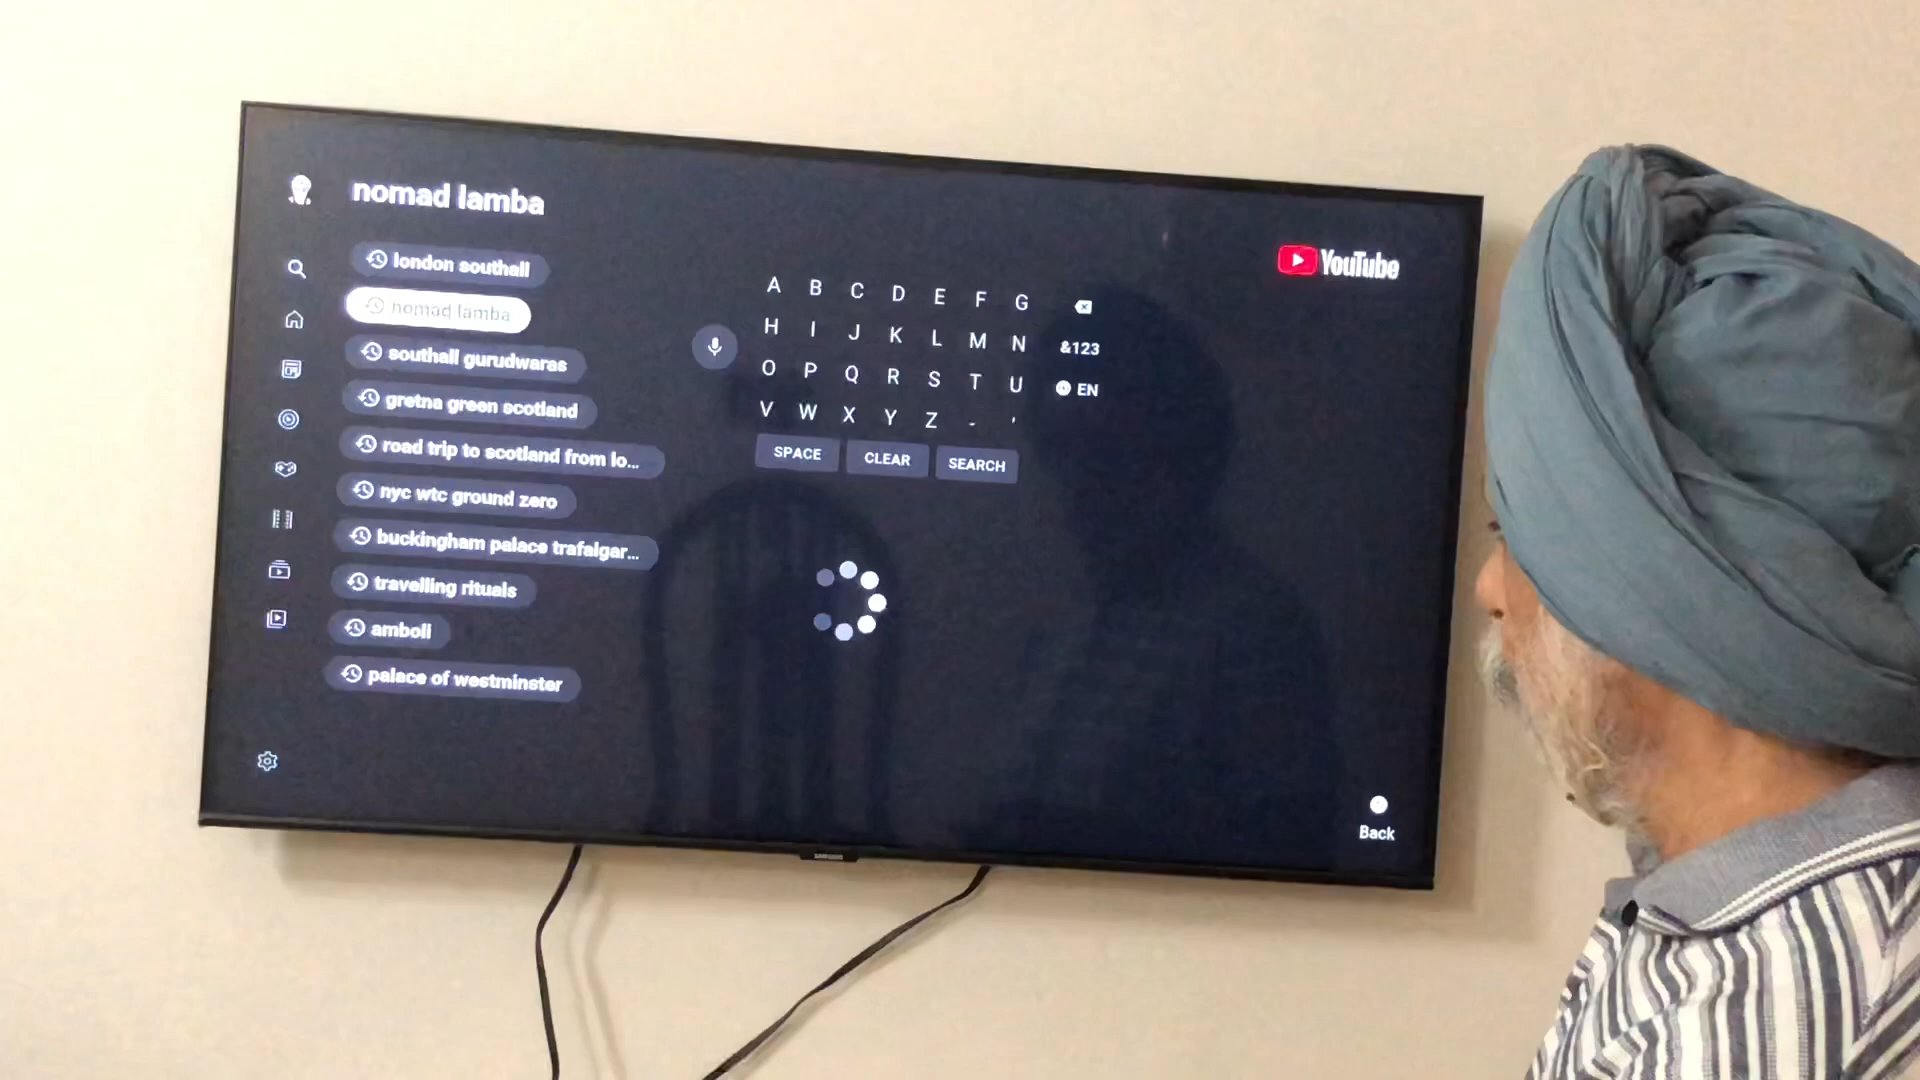 nomad lamba
london southall
nomad lamba
southall gurudwaras
gretna green scotland
road trip to scotland from lo...
nyc wtc ground zero
buckingham palace trafalgar...
travelling rituals
amboli
palace of westminster
A B C D E F G
H I J K L M N &123
O P Q R S T U EN
V W X Y Z - '
SPACE CLEAR SEARCH
YouTube
Back
SAMSUNG